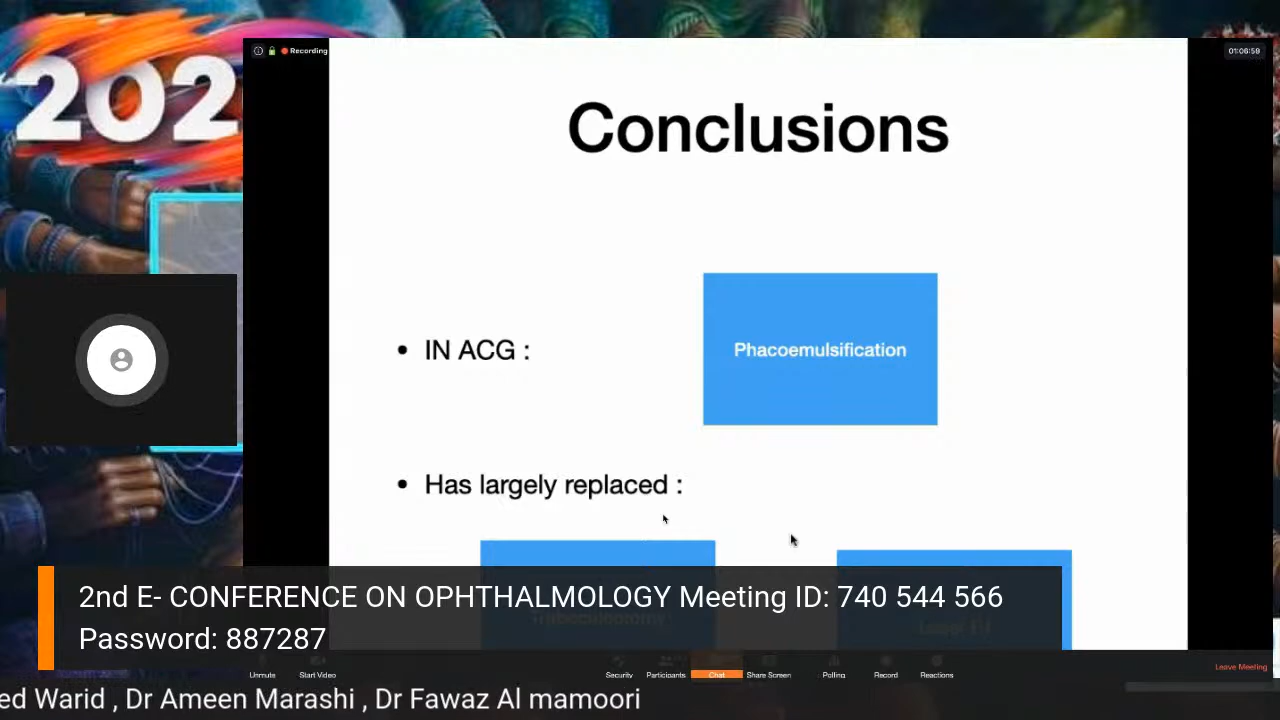 202
Recording
01:06:59
Conclusions
• IN ACG :
Phacoemulsification
• Has largely replaced :
2nd E- CONFERENCE ON OPHTHALMOLOGY Meeting ID: 740 544 566
Password: 887287
Unmute
Start Video
Security
Participants
Chat
Share Screen
Polling
Record
Reactions
Leave Meeting
ed Warid , Dr Ameen Marashi , Dr Fawaz Al mamoori